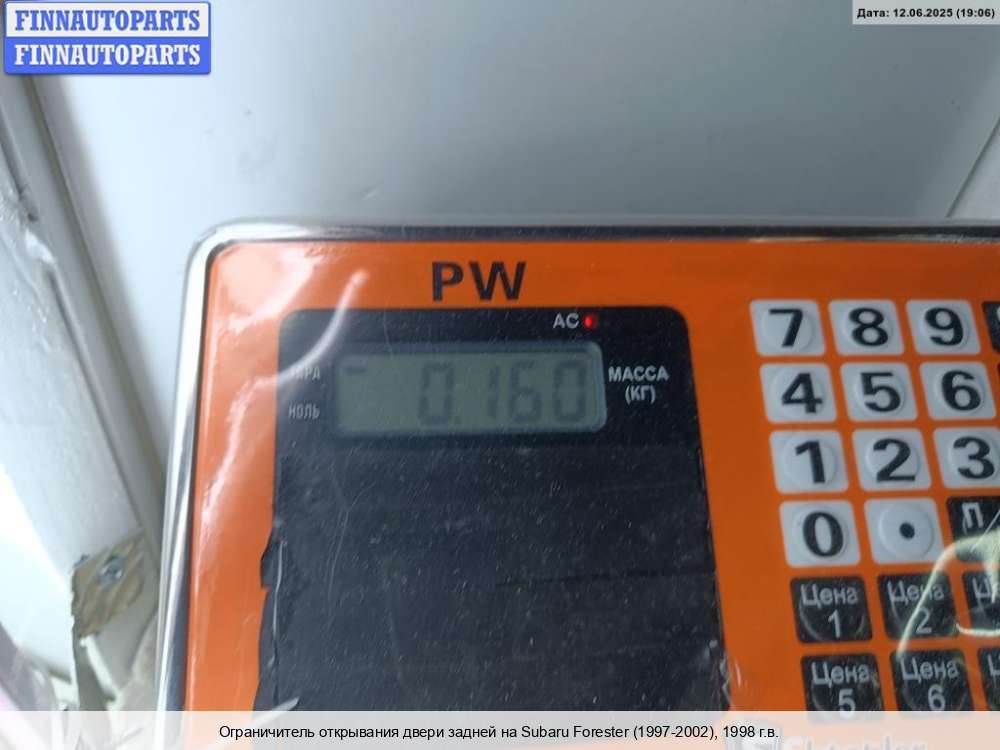 FINNAUTOPARTS
FINNAUTOPARTS
Дата: 12.06.2025 (19:06)
PW
AC
ТАРА
0.160
МАССА
(КГ)
НОЛЬ
7 8 9
4 5 6
1 2 3
0 . Л
Цена 1
Цена 2
Цена 5
Цена 6
Ограничитель открывания двери задней на Subaru Forester (1997-2002), 1998 г.в.